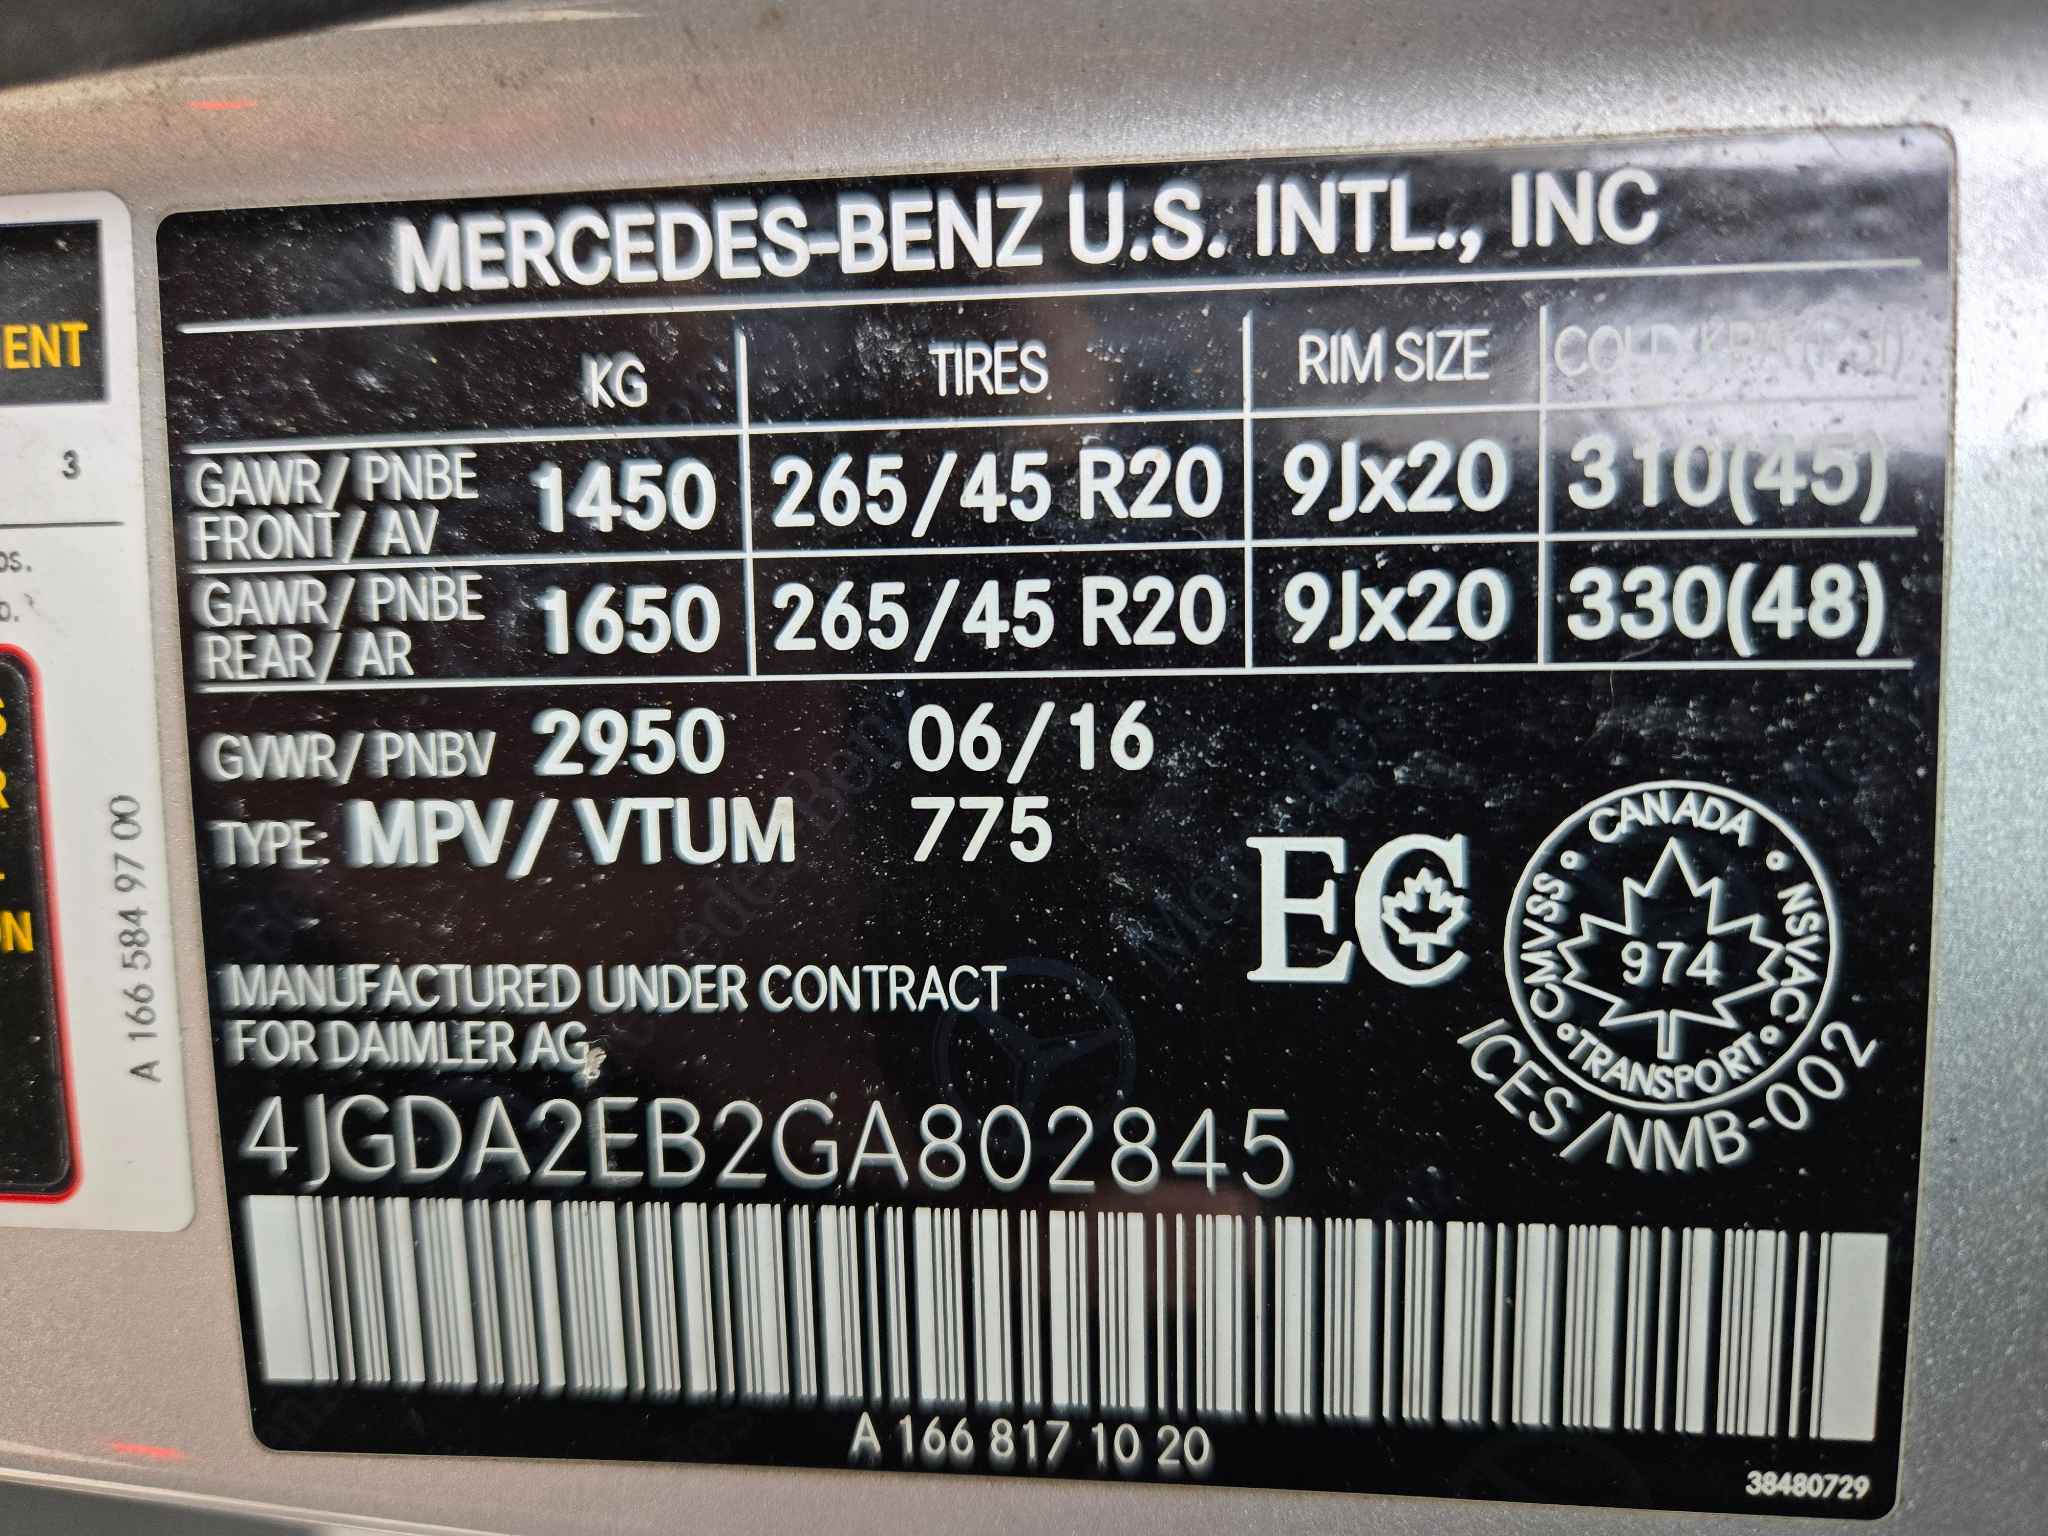 MERCEDES-BENZ U.S. INTL., INC
KG TIRES RIM SIZE COLD KPA(PSI)
GAWR/ PNBE FRONT/ AV 1450 265/45 R20 9Jx20 310(45)
GAWR/ PNBE REAR/ AR 1650 265/45 R20 9Jx20 330(48)
GVWR/ PNBV 2950 06/16
TYPE: MPV/ VTUM 775
MANUFACTURED UNDER CONTRACT
FOR DAIMLER AG
EC
CANADA
CMVSS NSVAC
974
TRANSPORT
ICES/NMB-002
4JGDA2EB2GA802845
A 166 817 10 20
38480729
ENT
3
A 166 584 97 00